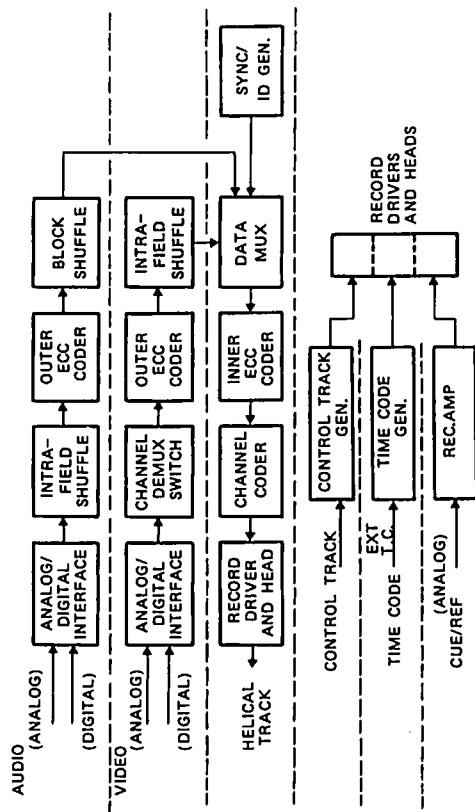 AUDIO
(ANALOG)
(DIGITAL)
ANALOG/
DIGITAL
INTERFACE
INTRA-
FIELD
SHUFFLE
OUTER
ECC
CODER
BLOCK
SHUFFLE
VIDEO
(ANALOG)
(DIGITAL)
ANALOG/
DIGITAL
INTERFACE
CHANNEL
DEMUX
SWITCH
OUTER
ECC
CODER
INTRA-
FIELD
SHUFFLE
HELICAL
TRACK
RECORD
DRIVER
AND HEAD
CHANNEL
CODER
INNER
ECC
CODER
DATA
MUX
SYNC/
ID GEN.
CONTROL TRACK
CONTROL TRACK
GEN.
TIME CODE
EXT
T.C.
TIME CODE
GEN.
(ANALOG)
CUE/REF
REC.AMP
RECORD
DRIVERS
AND HEADS